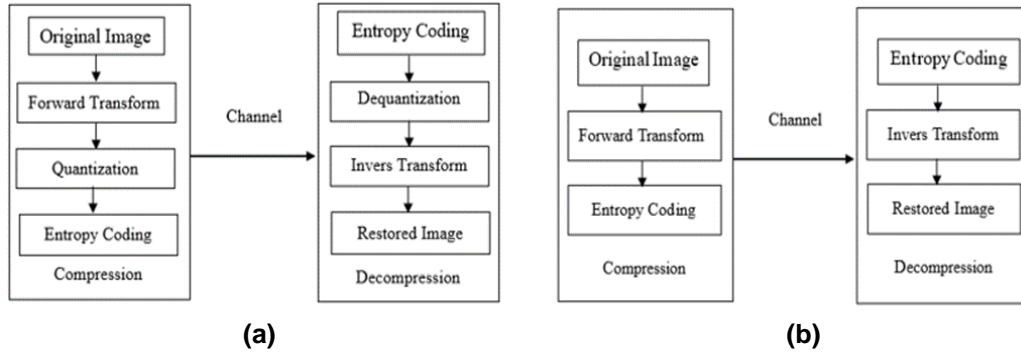 Original Image
Forward Transform
Quantization
Entropy Coding
Compression
Channel
Entropy Coding
Dequantization
Invers Transform
Restored Image
Decompression
(a)
Original Image
Forward Transform
Entropy Coding
Compression
Channel
Entropy Coding
Invers Transform
Restored Image
Decompression
(b)